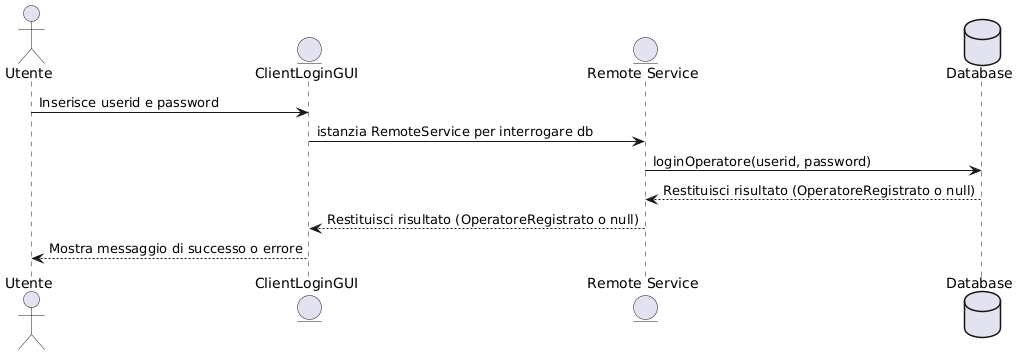 Utente
ClientLoginGUI
Remote Service
Database
Inserisce userid e password
istanzia RemoteService per interrogare db
loginOperatore(userid, password)
Restituisci risultato (OperatoreRegistrato o null)
Restituisci risultato (OperatoreRegistrato o null)
Mostra messaggio di successo o errore
Utente
ClientLoginGUI
Remote Service
Database